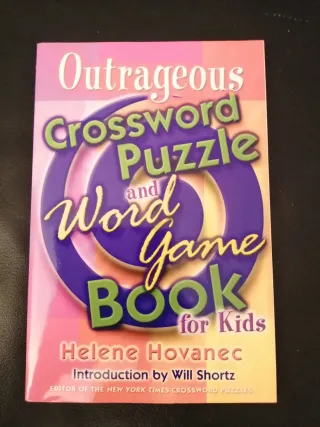 Outrageous
Crossword
Puzzle
and
Word
Game
Book
for Kids
Helene Hovanec
Introduction by Will Shortz
EDITOR OF THE NEW YORK TIMES CROSSWORD PUZZLES